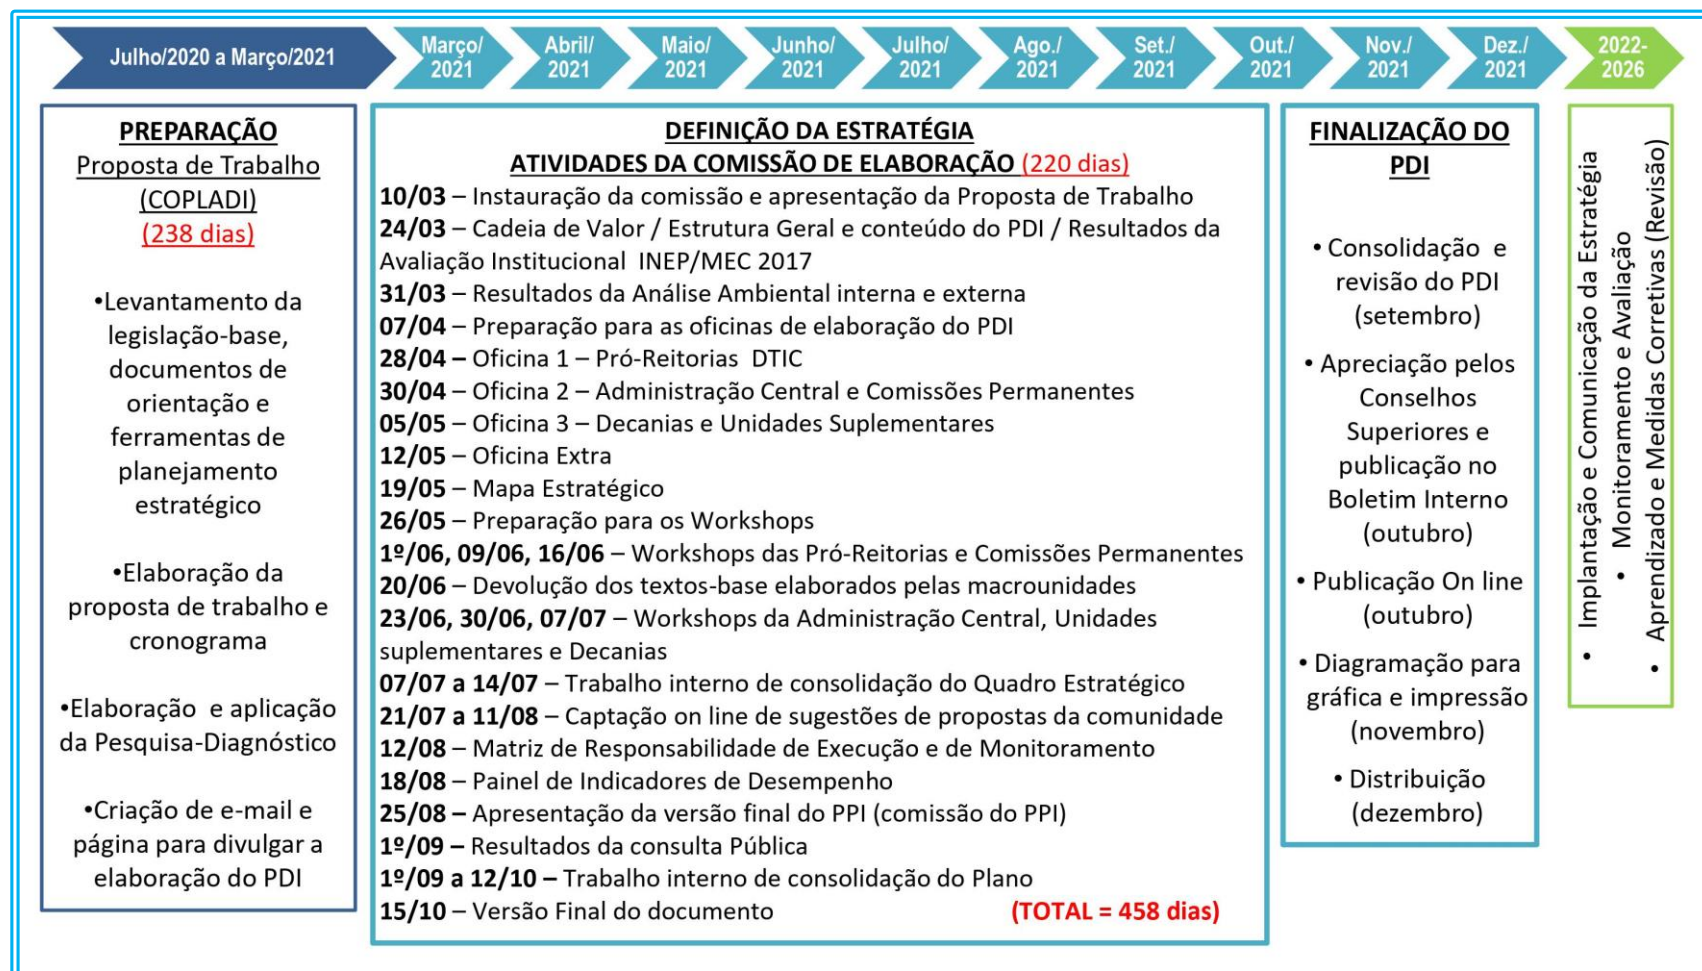 Julho/2020 a Março/2021
Março/
2021
Abril/
2021
Maio/
2021
Junho/
2021
Julho/
2021
Ago./
2021
Set./
2021
Out./
2021
Nov./
2021
Dez./
2021
2022-
2026
PREPARAÇÃO
Proposta de Trabalho
(COPLADI)
(238 dias)
•Levantamento da
legislação-base,
documentos de
orientação e
ferramentas de
planejamento
estratégico
•Elaboração da
proposta de trabalho e
cronograma
•Elaboração e aplicação
da Pesquisa-Diagnóstico
•Criação de e-mail e
página para divulgar a
elaboração do PDI
DEFINIÇÃO DA ESTRATÉGIA
ATIVIDADES DA COMISSÃO DE ELABORAÇÃO (220 dias)
10/03 – Instauração da comissão e apresentação da Proposta de Trabalho
24/03 – Cadeia de Valor / Estrutura Geral e conteúdo do PDI / Resultados da
Avaliação Institucional INEP/MEC 2017
31/03 – Resultados da Análise Ambiental interna e externa
07/04 – Preparação para as oficinas de elaboração do PDI
28/04 – Oficina 1 – Pró-Reitorias DTIC
30/04 – Oficina 2 – Administração Central e Comissões Permanentes
05/05 – Oficina 3 – Decanias e Unidades Suplementares
12/05 – Oficina Extra
19/05 – Mapa Estratégico
26/05 – Preparação para os Workshops
1º/06, 09/06, 16/06 – Workshops das Pró-Reitorias e Comissões Permanentes
20/06 – Devolução dos textos-base elaborados pelas macrounidades
23/06, 30/06, 07/07 – Workshops da Administração Central, Unidades
suplementares e Decanias
07/07 a 14/07 – Trabalho interno de consolidação do Quadro Estratégico
21/07 a 11/08 – Captação on line de sugestões de propostas da comunidade
12/08 – Matriz de Responsabilidade de Execução e de Monitoramento
18/08 – Painel de Indicadores de Desempenho
25/08 – Apresentação da versão final do PPI (comissão do PPI)
1º/09 – Resultados da consulta Pública
1º/09 a 12/10 – Trabalho interno de consolidação do Plano
15/10 – Versão Final do documento (TOTAL = 458 dias)
FINALIZAÇÃO DO
PDI
• Consolidação e
revisão do PDI
(setembro)
• Apreciação pelos
Conselhos
Superiores e
publicação no
Boletim Interno
(outubro)
• Publicação On line
(outubro)
• Diagramação para
gráfica e impressão
(novembro)
• Distribuição
(dezembro)
• Implantação e Comunicação da Estratégia
• Monitoramento e Avaliação
• Aprendizado e Medidas Corretivas (Revisão)